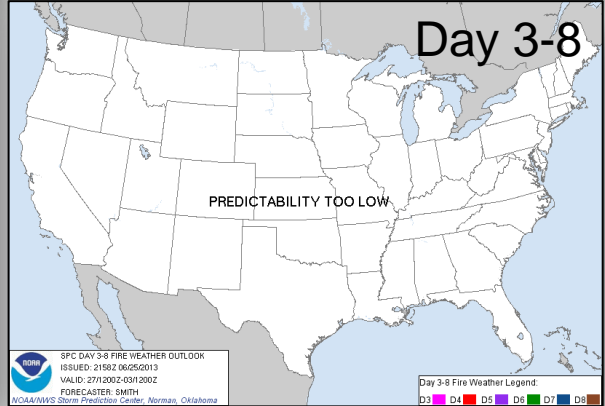 Day 3-8
PREDICTABILITY TOO LOW
NOAA
SPC DAY 3-8 FIRE WEATHER OUTLOOK
ISSUED: 2158Z 06/25/2013
VALID: 27/1200Z-03/1200Z
FORECASTER: SMITH
NOAA/NWS Storm Prediction Center, Norman, Oklahoma
Day 3-8 Fire Weather Legend:
D3 D4 D5 D6 D7 D8